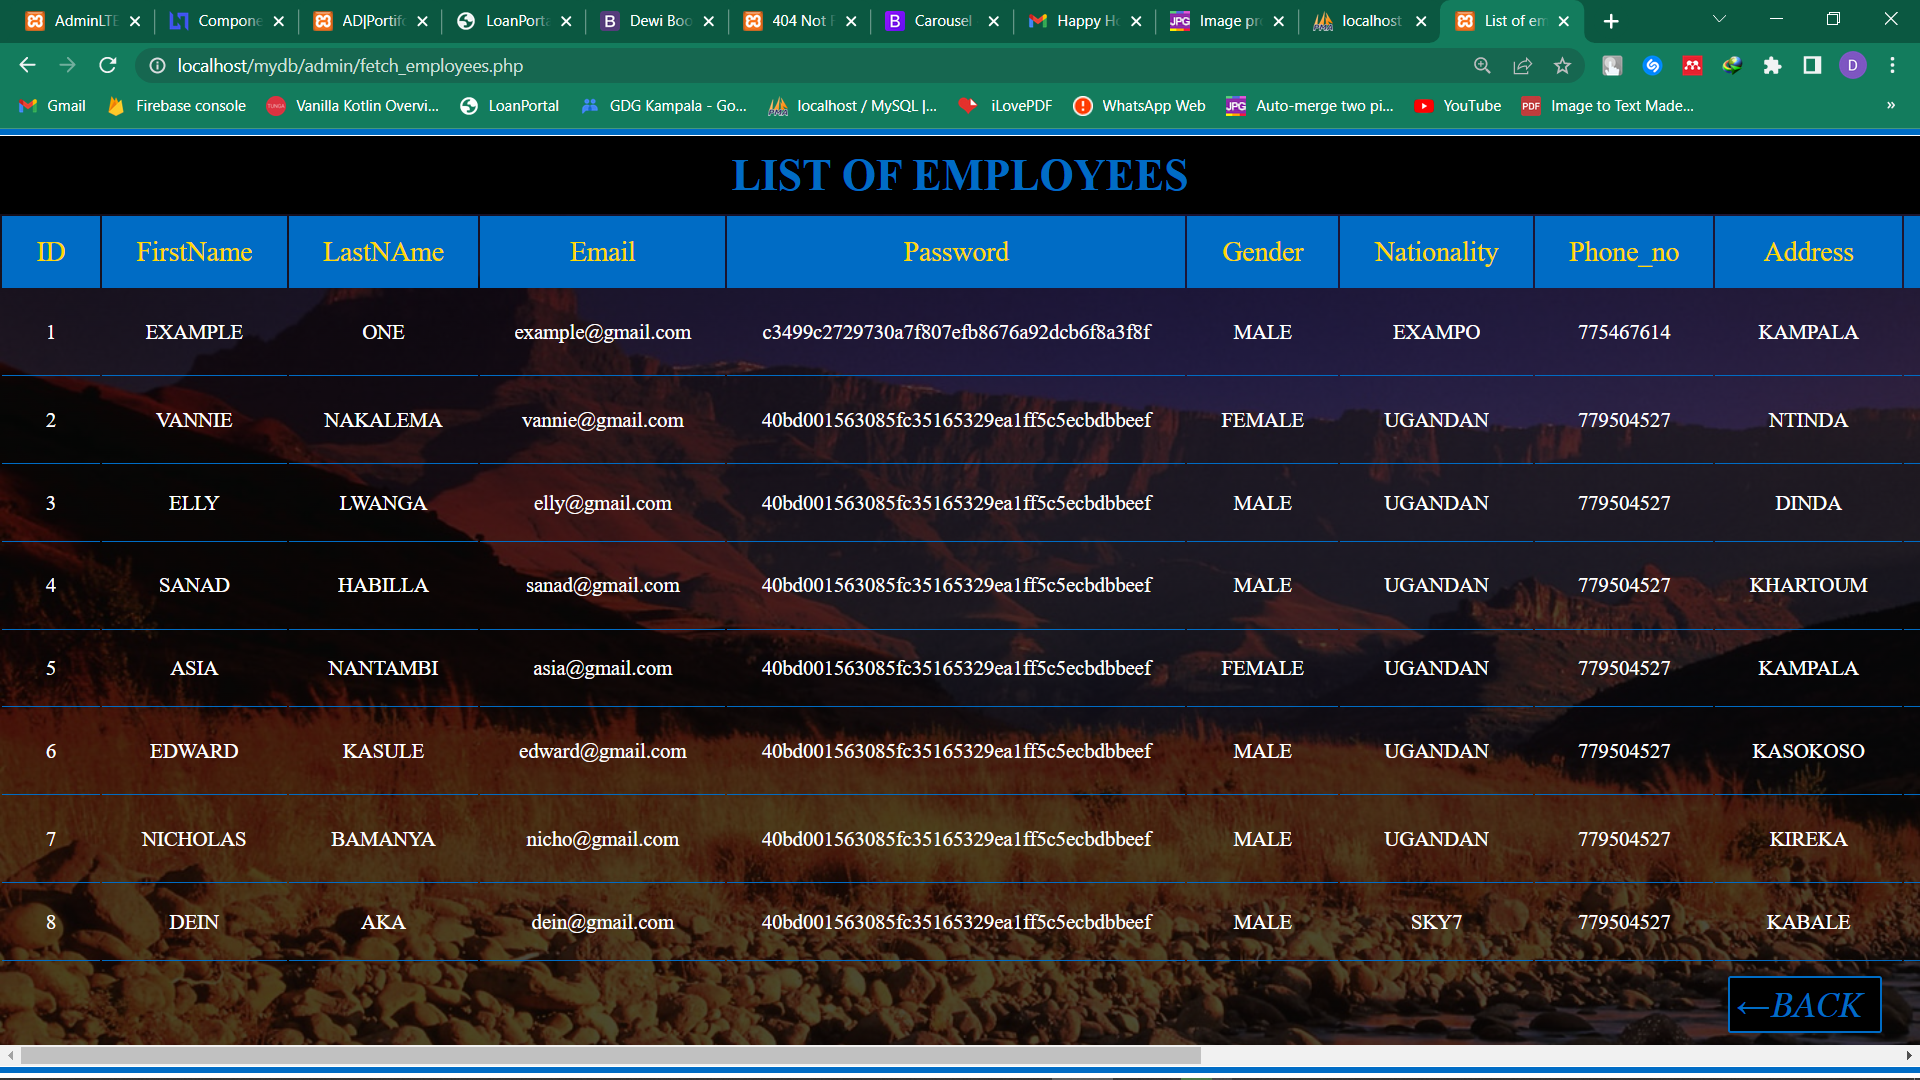 AdminLTE Compone AD|Portifo LoanPorta Dewi Boo 404 Not F Carousel Happy Ho Image pr localhost List of em
localhost/mydb/admin/fetch_employees.php D
Gmail Firebase console Vanilla Kotlin Overvi... LoanPortal GDG Kampala - Go... localhost / MySQL |... iLovePDF WhatsApp Web JPG Auto-merge two pi... YouTube PDF Image to Text Made... »
LIST OF EMPLOYEES
ID FirstName LastNAme Email Password Gender Nationality Phone_no Address
1 EXAMPLE ONE example@gmail.com c3499c2729730a7f807efb8676a92dcb6f8a3f8f MALE EXAMPO 775467614 KAMPALA
2 VANNIE NAKALEMA vannie@gmail.com 40bd001563085fc35165329ea1ff5c5ecbdbbeef FEMALE UGANDAN 779504527 NTINDA
3 ELLY LWANGA elly@gmail.com 40bd001563085fc35165329ea1ff5c5ecbdbbeef MALE UGANDAN 779504527 DINDA
4 SANAD HABILLA sanad@gmail.com 40bd001563085fc35165329ea1ff5c5ecbdbbeef MALE UGANDAN 779504527 KHARTOUM
5 ASIA NANTAMBI asia@gmail.com 40bd001563085fc35165329ea1ff5c5ecbdbbeef FEMALE UGANDAN 779504527 KAMPALA
6 EDWARD KASULE edward@gmail.com 40bd001563085fc35165329ea1ff5c5ecbdbbeef MALE UGANDAN 779504527 KASOKOSO
7 NICHOLAS BAMANYA nicho@gmail.com 40bd001563085fc35165329ea1ff5c5ecbdbbeef MALE UGANDAN 779504527 KIREKA
8 DEIN AKA dein@gmail.com 40bd001563085fc35165329ea1ff5c5ecbdbbeef MALE SKY7 779504527 KABALE
←BACK